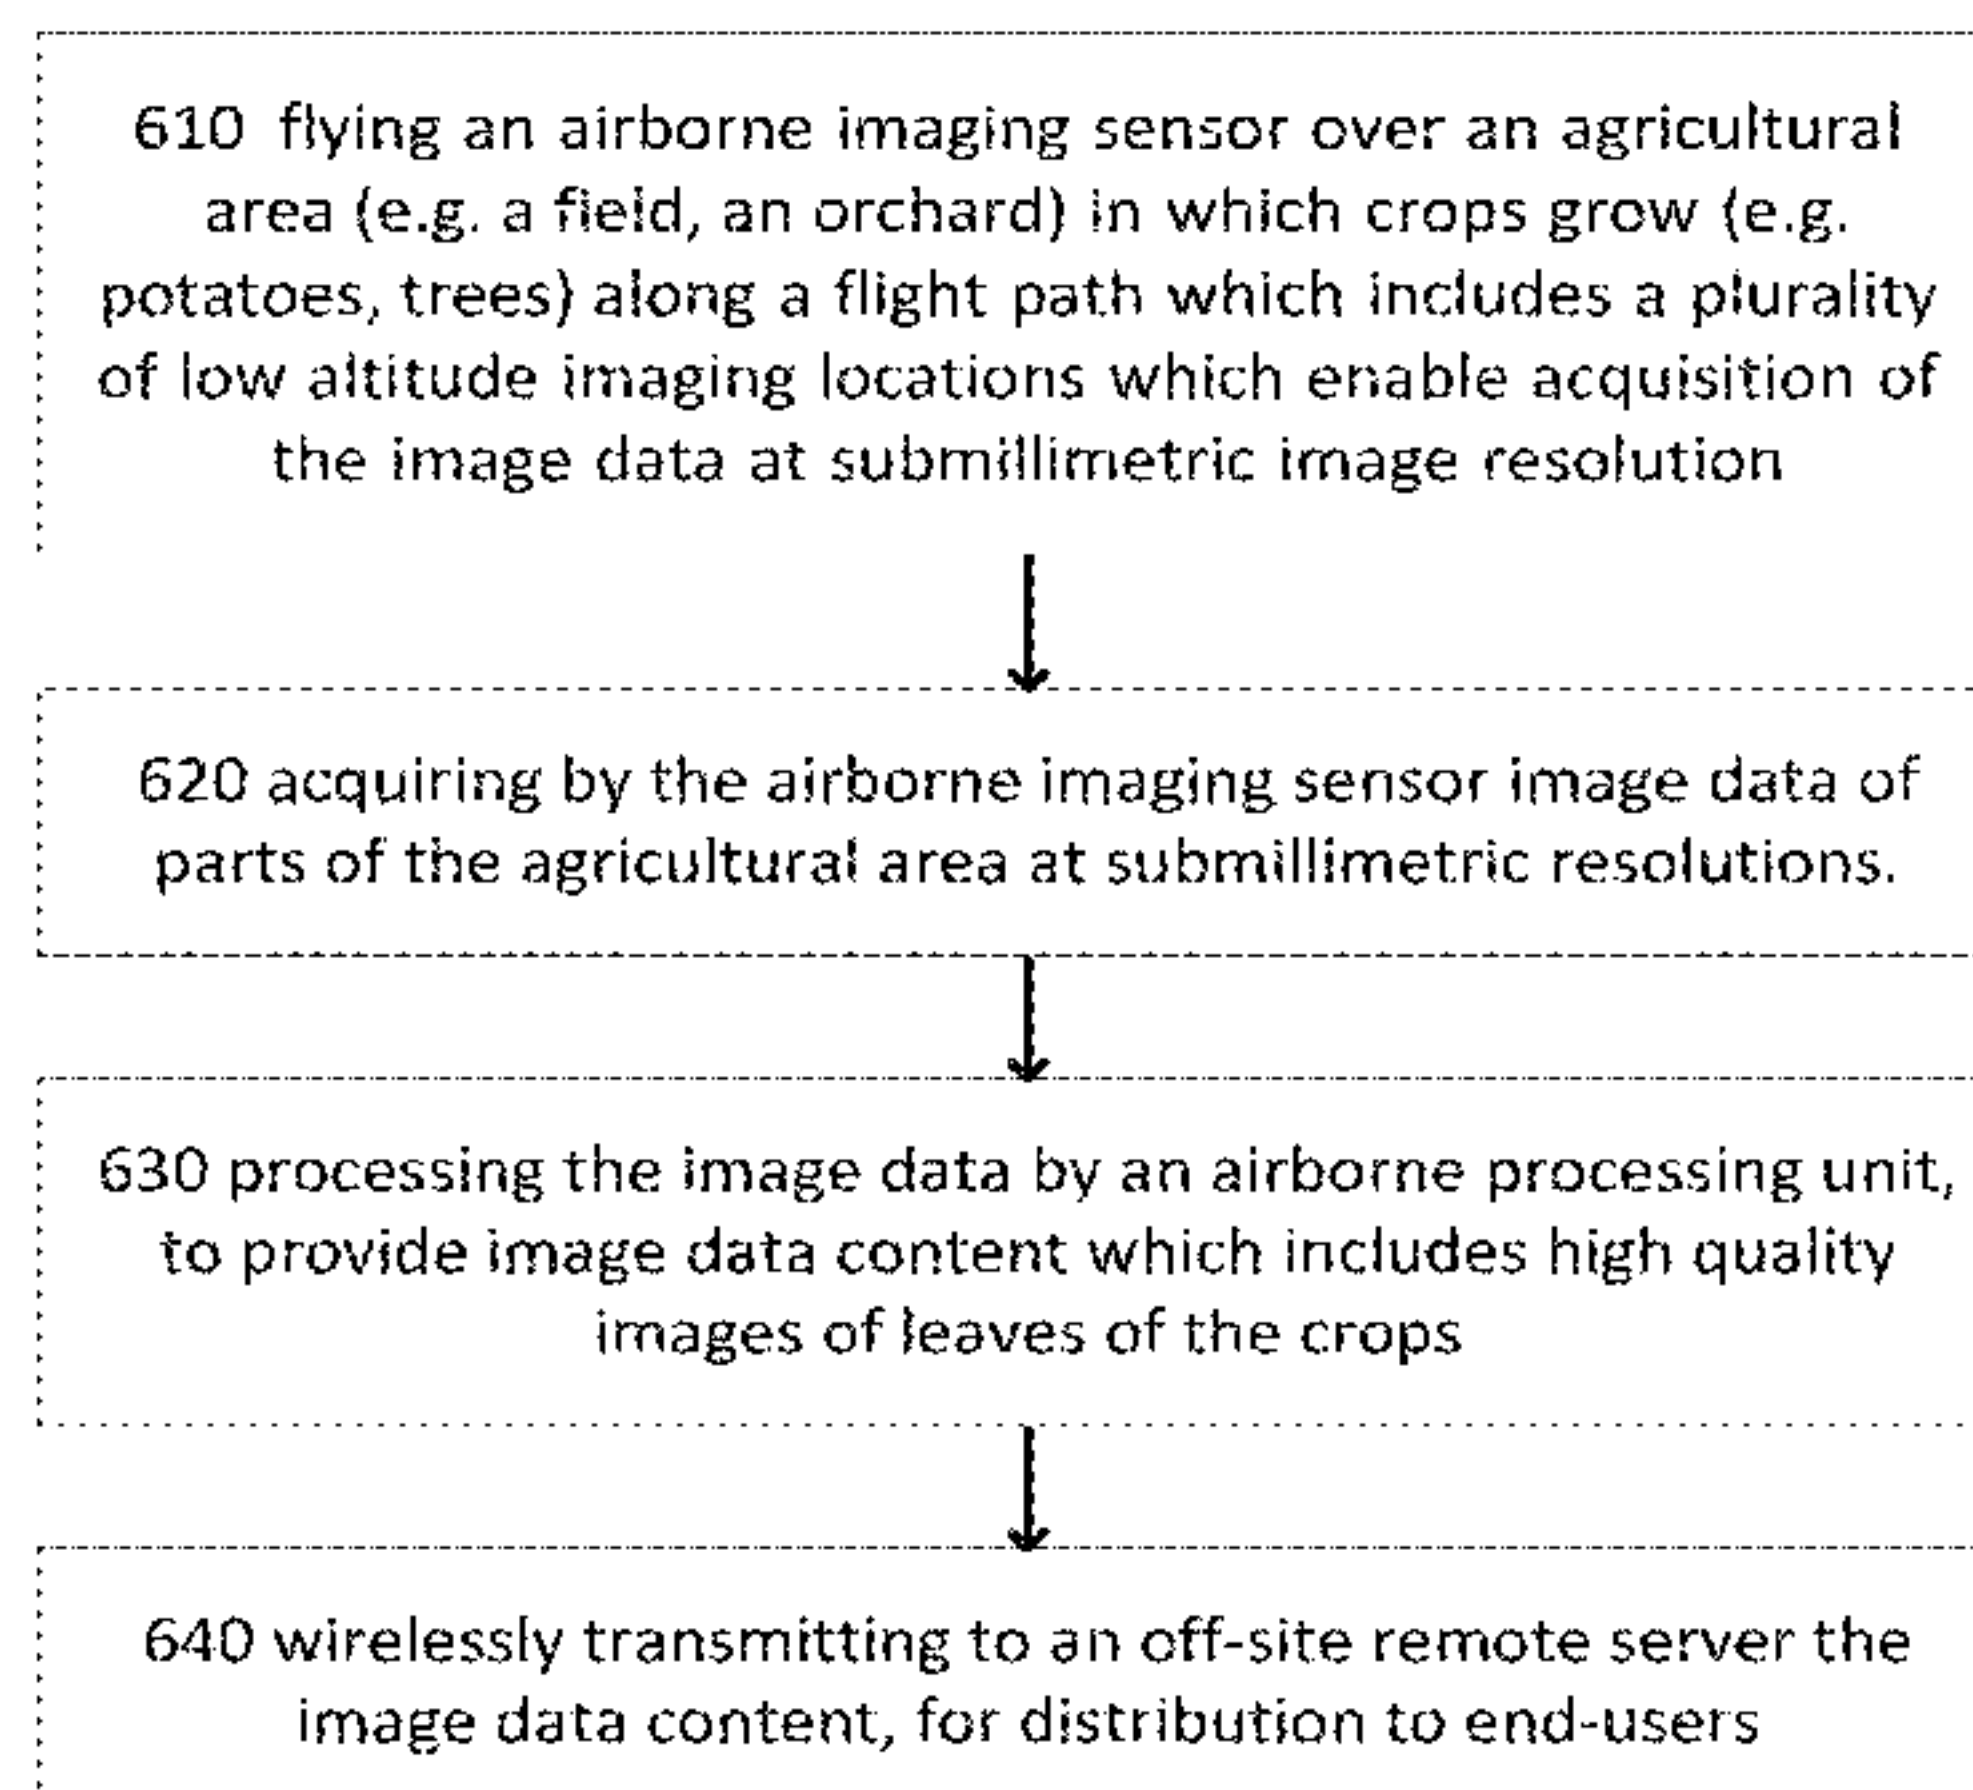 610 flying an airborne imaging sensor over an agricultural
area (e.g. a field, an orchard) in which crops grow (e.g.
potatoes, trees) along a flight path which includes a plurality
of low altitude imaging locations which enable acquisition of
the image data at submillimetric image resolution
620 acquiring by the airborne imaging sensor image data of
parts of the agricultural area at submillimetric resolutions.
630 processing the image data by an airborne processing unit,
to provide image data content which includes high quality
images of leaves of the crops
640 wirelessly transmitting to an off-site remote server the
image data content, for distribution to end-users